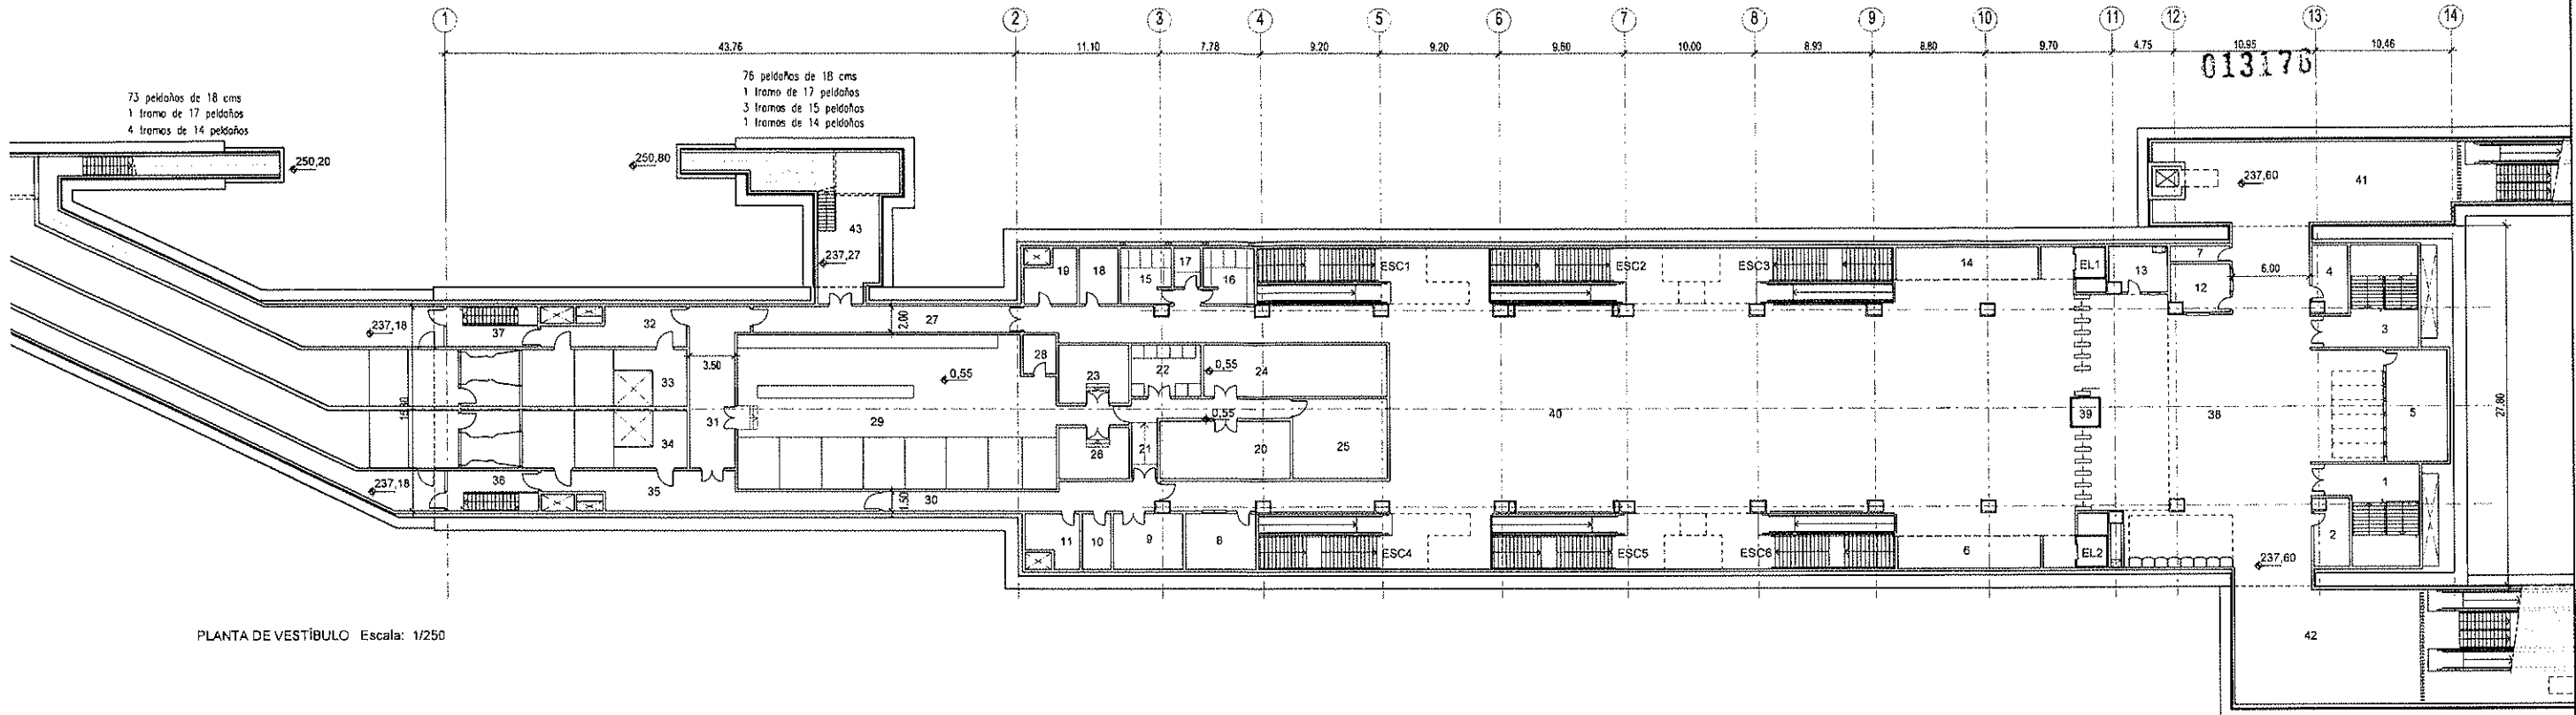 1 2 3 4 5 6 7 8 9 10 11 12 13 14
43.76 11.10 7.78 9.20 9.20 9.60 10.00 8.93 8.80 9.70 4.75 10.95 10.46
013176
73 peldaños de 18 cms
1 tramo de 17 peldaños
4 tramos de 14 peldaños
76 peldaños de 18 cms
1 tramo de 17 peldaños
3 tramos de 15 peldaños
1 tramos de 14 peldaños
250,20
250,80
237,60
41
43
237,27
19 18 15 17 16 ESC1 ESC2 ESC3 14 EL1 13 7 12 6.00 4
237,18
37 32 27 2.00
3
28
3.50 33 0,55 23 22 0,55 24
31 29 0,55 40 39 38 5 27.80
34 26 21 20 25
237,18
36 35 30 1.50
1
11 10 9 8 ESC4 ESC5 ESC6 6 EL2 2
237,60
42
PLANTA DE VESTÍBULO Escala: 1/250